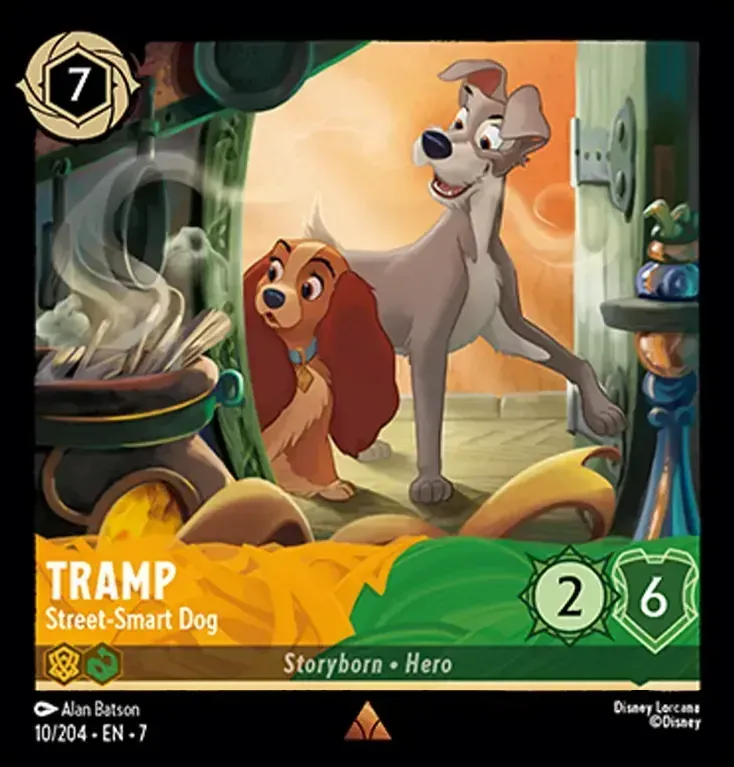 7
TRAMP
Street-Smart Dog
2
6
Storyborn • Hero
Alan Batson
10/204 • EN • 7
Disney Lorcana
©Disney